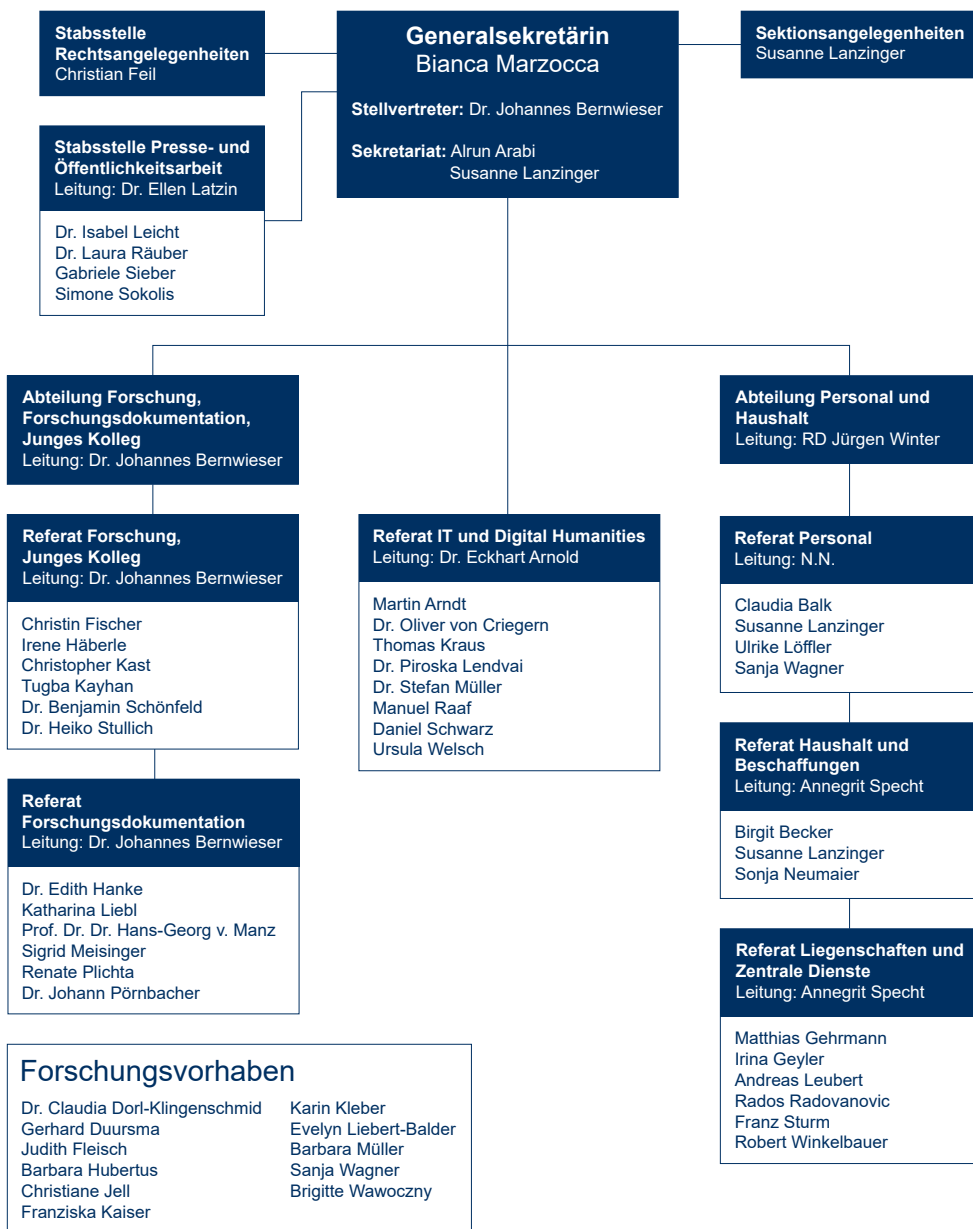 Stabsstelle
Rechtsangelegenheiten
Christian Feil
Generalsekretärin
Bianca Marzocca
Stellvertreter: Dr. Johannes Bernwieser
Sekretariat: Alrun Arabi
Susanne Lanzinger
Sektionsangelegenheiten
Susanne Lanzinger
Stabsstelle Presse- und
Öffentlichkeitsarbeit
Leitung: Dr. Ellen Latzin
Dr. Isabel Leicht
Dr. Laura Räuber
Gabriele Sieber
Simone Sokolis
Abteilung Forschung,
Forschungsdokumentation,
Junges Kolleg
Leitung: Dr. Johannes Bernwieser
Referat Forschung,
Junges Kolleg
Leitung: Dr. Johannes Bernwieser
Christin Fischer
Irene Häberle
Christopher Kast
Tugba Kayhan
Dr. Benjamin Schönfeld
Dr. Heiko Stullich
Referat
Forschungsdokumentation
Leitung: Dr. Johannes Bernwieser
Dr. Edith Hanke
Katharina Liebl
Prof. Dr. Dr. Hans-Georg v. Manz
Sigrid Meisinger
Renate Plichta
Dr. Johann Pörnbacher
Referat IT und Digital Humanities
Leitung: Dr. Eckhart Arnold
Martin Arndt
Dr. Oliver von Criegern
Thomas Kraus
Dr. Piroska Lendvai
Dr. Stefan Müller
Manuel Raaf
Daniel Schwarz
Ursula Welsch
Abteilung Personal und
Haushalt
Leitung: RD Jürgen Winter
Referat Personal
Leitung: N.N.
Claudia Balk
Susanne Lanzinger
Ulrike Löffler
Sanja Wagner
Referat Haushalt und
Beschaffungen
Leitung: Annegrit Specht
Birgit Becker
Susanne Lanzinger
Sonja Neumaier
Referat Liegenschaften und
Zentrale Dienste
Leitung: Annegrit Specht
Matthias Gehrmann
Irina Geyler
Andreas Leubert
Rados Radovanovic
Franz Sturm
Robert Winkelbauer
Forschungsvorhaben
Dr. Claudia Dorl-Klingenschmid
Gerhard Duursma
Judith Fleisch
Barbara Hubertus
Christiane Jell
Franziska Kaiser
Karin Kleber
Evelyn Liebert-Balder
Barbara Müller
Sanja Wagner
Brigitte Wawoczny